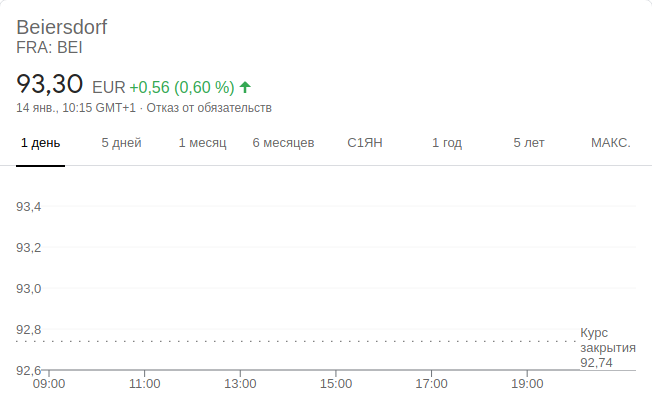 Beiersdorf
FRA: BEI
93,30 EUR +0,56 (0,60 %)
14 янв., 10:15 GMT+1 · Отказ от обязательств
1 день 5 дней 1 месяц 6 месяцев С1ЯН 1 год 5 лет МАКС.
93,4
93,2
93,0
92,8
Курс
закрытия
92,74
92,6
09:00 11:00 13:00 15:00 17:00 19:00